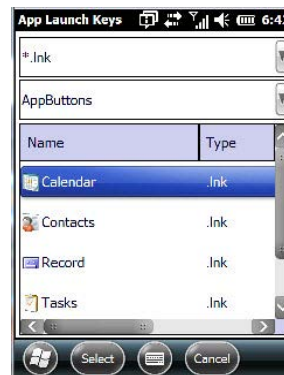 App Launch Keys 6:4
*.lnk
AppButtons
Name Type
Calendar .lnk
Contacts .lnk
Record .lnk
Tasks .lnk
Select Cancel